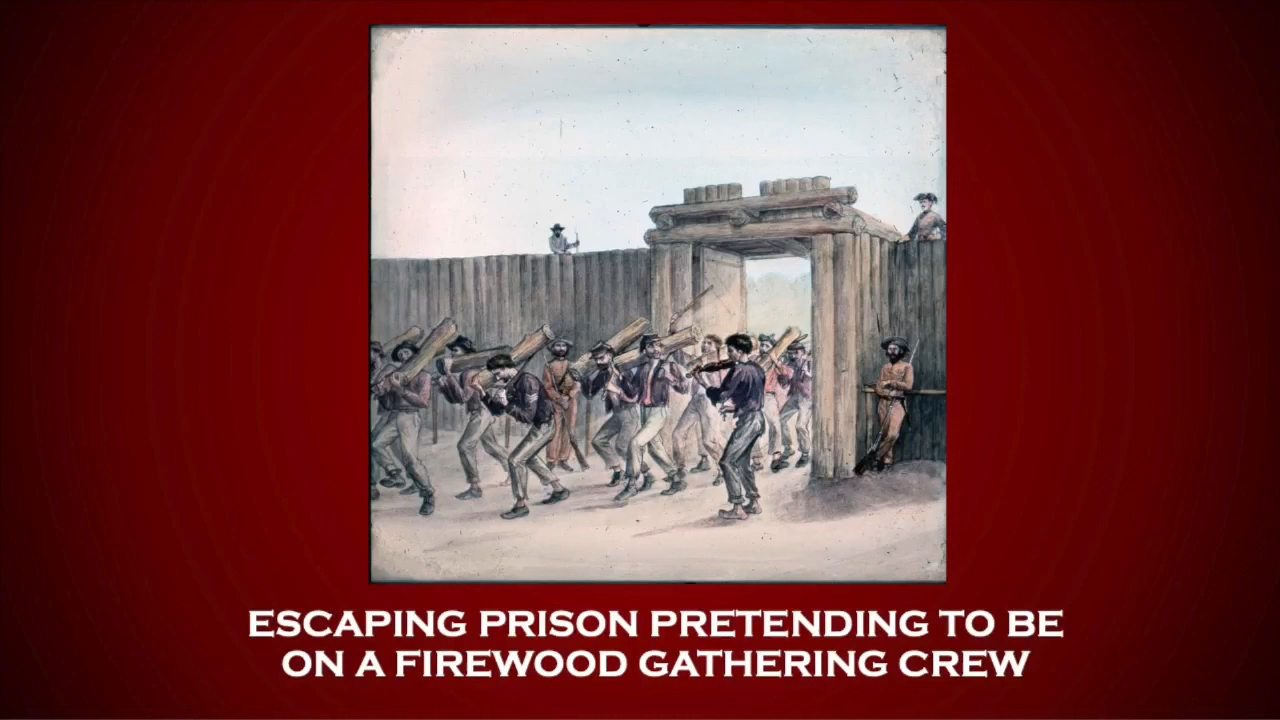 ESCAPING PRISON PRETENDING TO BE
ON A FIREWOOD GATHERING CREW